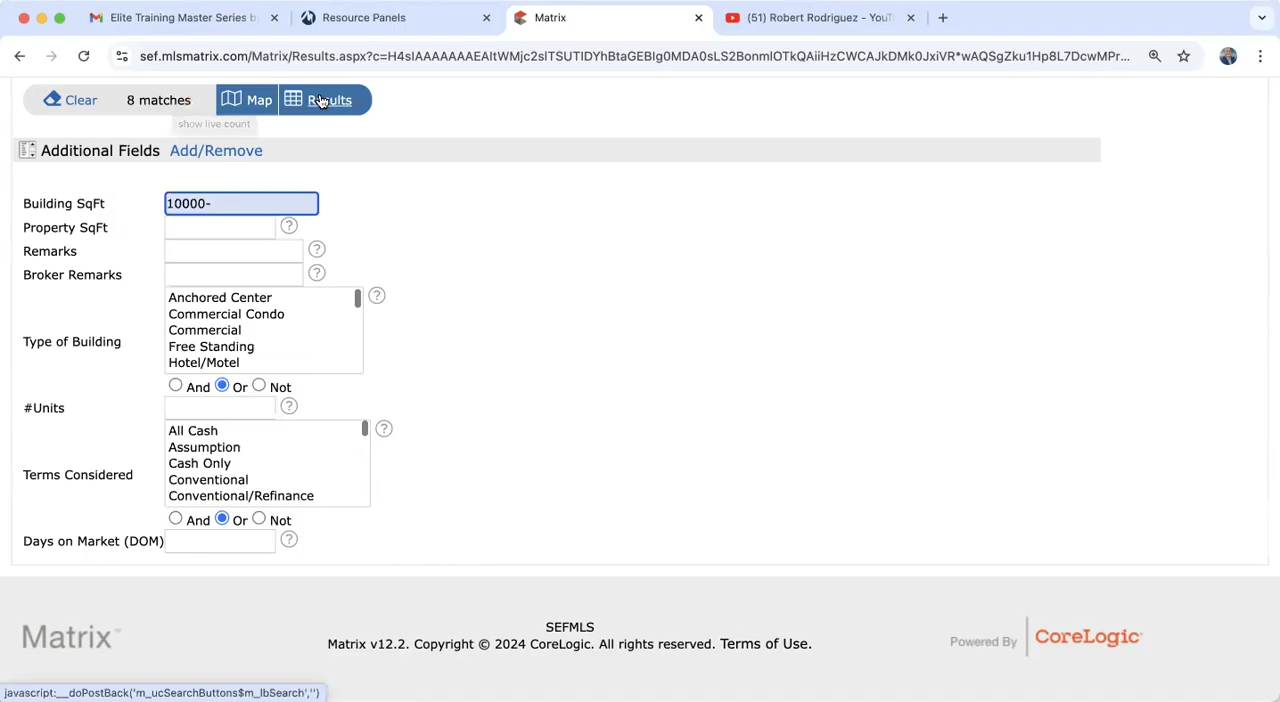 Elite Training Master Series b
Resource Panels
Matrix
(51) Robert Rodriguez - YouT
sef.mlsmatrix.com/Matrix/Results.aspx?c=H4sIAAAAAAAEAItWMjc2slTSUTIDYhBtaGEBIg0MDA0sLS2BonmlOTkQAiiHzCWCAJkDMk0JxiVR*wAQSgZku1Hp8L7DcwMPr...
Clear
8 matches
Map
Results
show live count
Additional Fields
Add/Remove
Building SqFt
10000-
Property SqFt
?
Remarks
?
Broker Remarks
?
Type of Building
Anchored Center
Commercial Condo
Commercial
Free Standing
Hotel/Motel
?
And Or Not
#Units
?
Terms Considered
All Cash
Assumption
Cash Only
Conventional
Conventional/Refinance
?
And Or Not
Days on Market (DOM)
?
Matrix™
SEFMLS
Matrix v12.2. Copyright © 2024 CoreLogic. All rights reserved. Terms of Use.
Powered By
CoreLogic
javascript:__doPostBack('m_ucSearchButtons$m_lbSearch','')